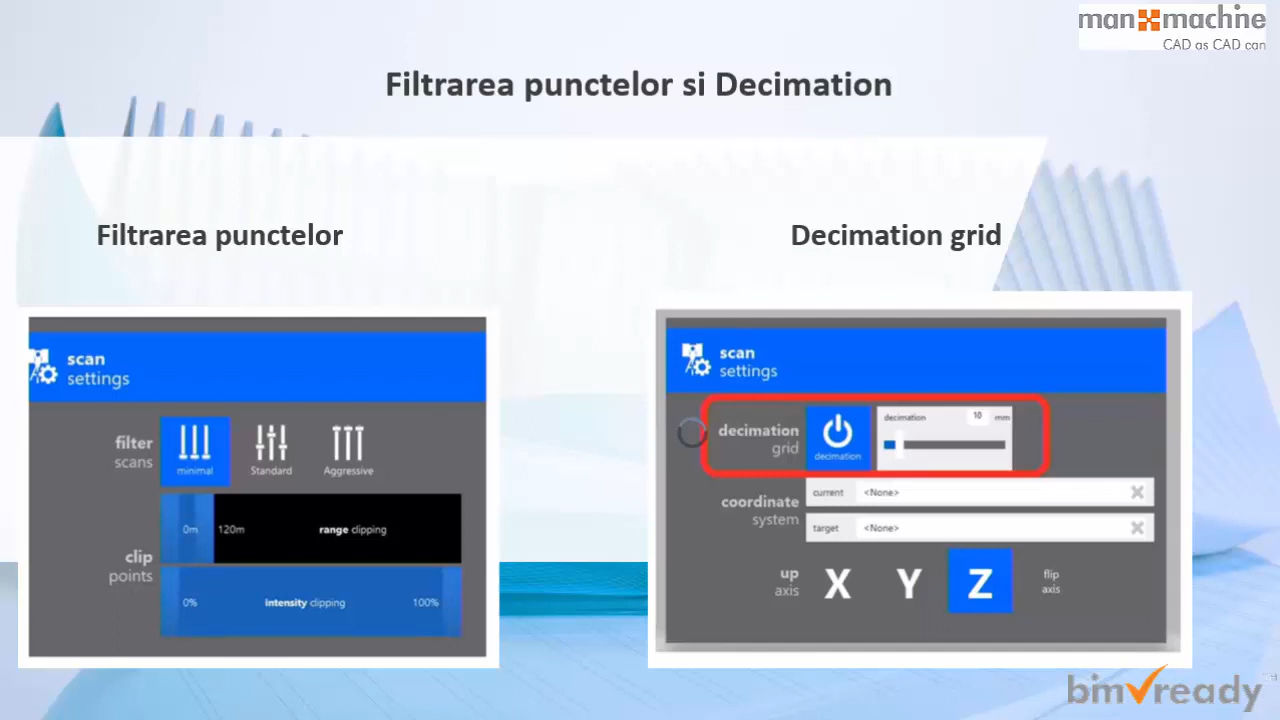 man machine
CAD as CAD can
Filtrarea punctelor si Decimation
Filtrarea punctelor
Decimation grid
scan
settings
filter
scans
minimal
Standard
Aggressive
clip
points
0m
120m
range clipping
0%
intensity clipping
100%
scan
settings
decimation
grid
decimation
decimation
10
mm
coordinate
system
current
<None>
target
<None>
up
axis
X
Y
Z
flip
axis
bimready